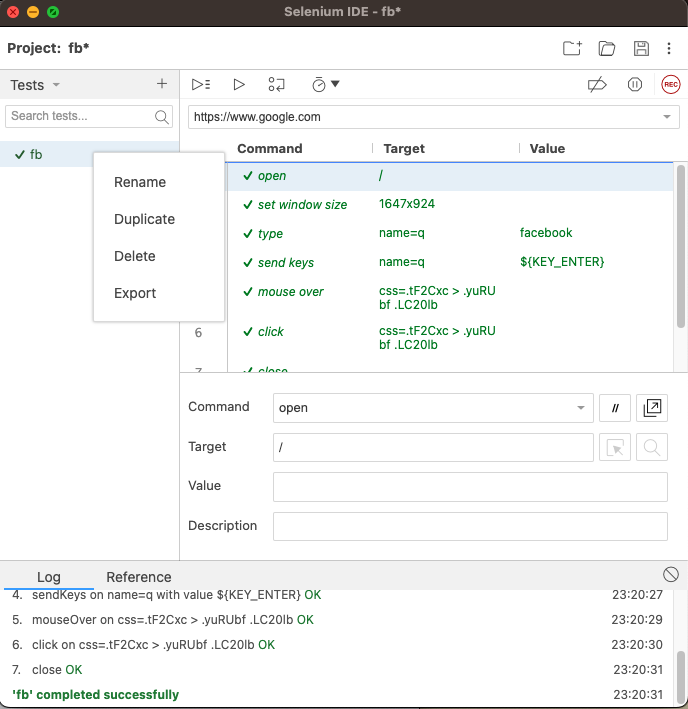 Selenium IDE - fb*
Project: fb*
Tests
REC
Search tests...
https://www.google.com
Command Target Value
fb
Rename
Duplicate
Delete
Export
open /
set window size 1647x924
type name=q facebook
send keys name=q ${KEY_ENTER}
mouse over css=.tF2Cxc > .yuRU
bf .LC20lb
6 click css=.tF2Cxc > .yuRU
bf .LC20lb
7 close
Command open //
Target /
Value
Description
Log Reference
4. sendKeys on name=q with value ${KEY_ENTER} OK 23:20:27
5. mouseOver on css=.tF2Cxc > .yuRUbf .LC20lb OK 23:20:29
6. click on css=.tF2Cxc > .yuRUbf .LC20lb OK 23:20:30
7. close OK 23:20:31
'fb' completed successfully 23:20:31